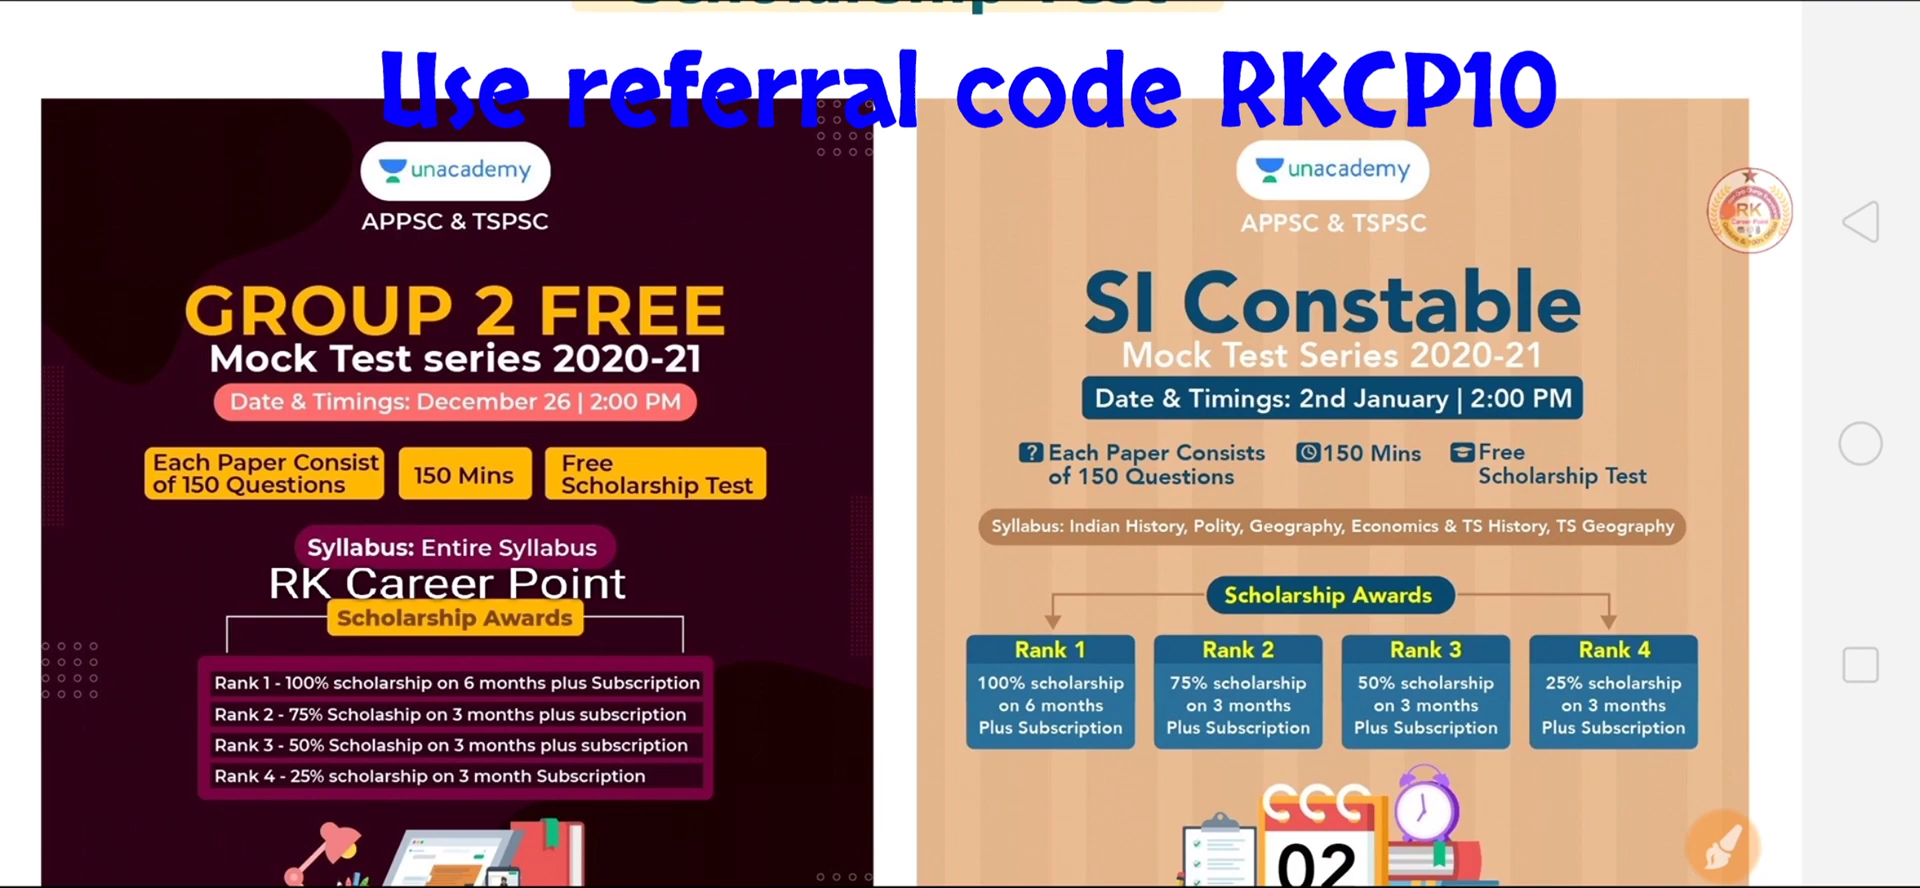 Scholarship Test
Use referral code RKCP10
unacademy
APPSC & TSPSC
GROUP 2 FREE
Mock Test series 2020-21
Date & Timings: December 26 | 2:00 PM
Each Paper Consist
of 150 Questions
150 Mins
Free
Scholarship Test
Syllabus: Entire Syllabus
RK Career Point
Scholarship Awards
Rank 1 - 100% scholarship on 6 months plus Subscription
Rank 2 - 75% Scholaship on 3 months plus subscription
Rank 3 - 50% Scholaship on 3 months plus subscription
Rank 4 - 25% scholarship on 3 month Subscription
unacademy
APPSC & TSPSC
SI Constable
Mock Test Series 2020-21
Date & Timings: 2nd January | 2:00 PM
Each Paper Consists
of 150 Questions
150 Mins
Free
Scholarship Test
Syllabus: Indian History, Polity, Geography, Economics & TS History, TS Geography
Scholarship Awards
Rank 1
100% scholarship
on 6 months
Plus Subscription
Rank 2
75% scholarship
on 3 months
Plus Subscription
Rank 3
50% scholarship
on 3 months
Plus Subscription
Rank 4
25% scholarship
on 3 months
Plus Subscription
02
RK
Career Point